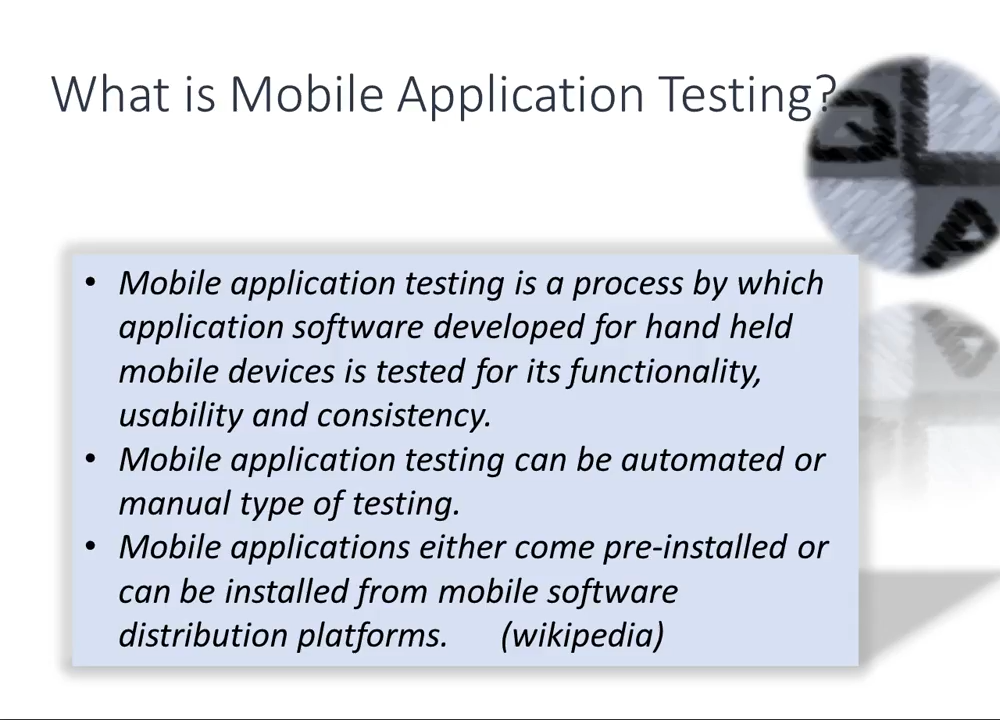 What is Mobile Application Testing?
• Mobile application testing is a process by which
application software developed for hand held
mobile devices is tested for its functionality,
usability and consistency.
• Mobile application testing can be automated or
manual type of testing.
• Mobile applications either come pre-installed or
can be installed from mobile software
distribution platforms. (wikipedia)